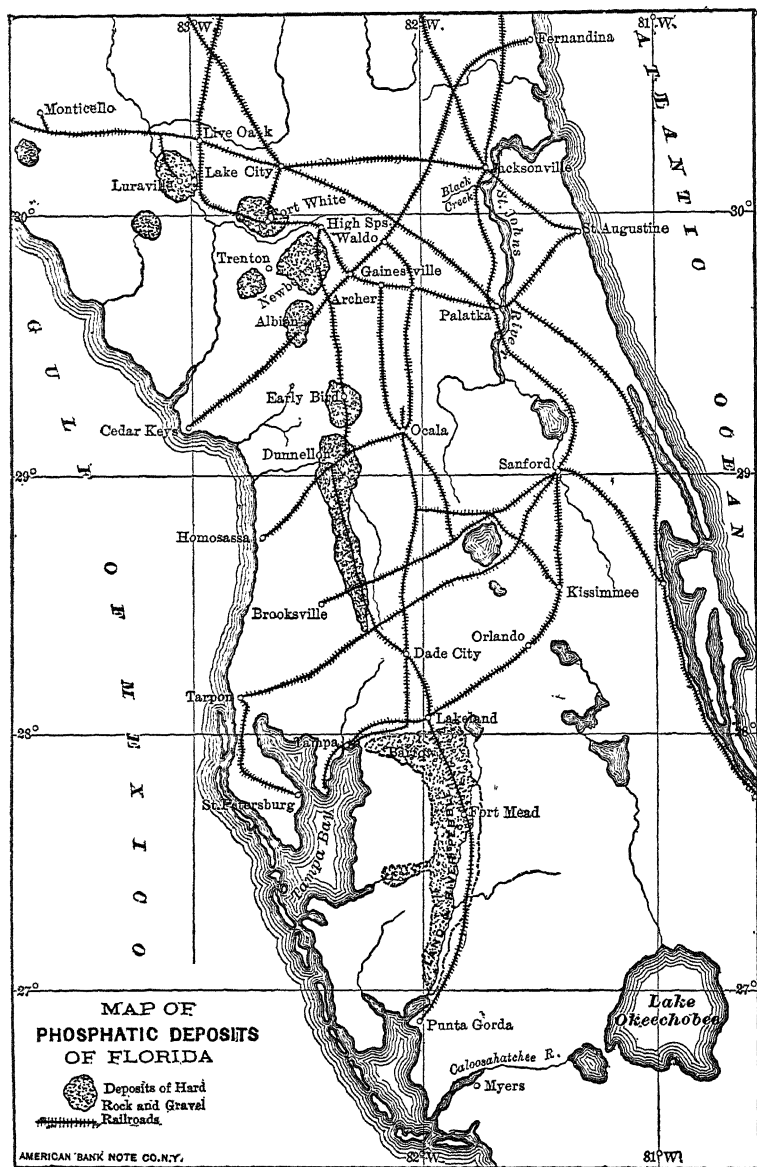 83°W.
82°W.
81°W.
Fernandina
ATLANTIC
OCEAN
Monticello
Live Oak
Lake City
Jacksonville
Luraville
Black
Creek
St. Johns
River
30°
Fort White
30°
High Sps.
Waldo
St. Augustine
Trenton
Gainesville
Archer
Palatka
Albion
GULF
OF MEXICO
Early Bird
Cedar Keys
Ocala
Dunnellon
Sanford
29°
29°
Homosassa
Brooksville
Kissimmee
Orlando
Dade City
Tarpon
Lakeland
28°
28°
Tampa
St. Petersburg
Fort Mead
Tampa Bay
LAND & RIVER PEBBLE
27°
27°
Lake
Okeechobee
Punta Gorda
Caloosahatchee R.
Myers
82°W.
81°W.
MAP OF
PHOSPHATIC DEPOSITS
OF FLORIDA
Deposits of Hard
Rock and Gravel
Railroads.
AMERICAN BANK NOTE CO.N.Y.